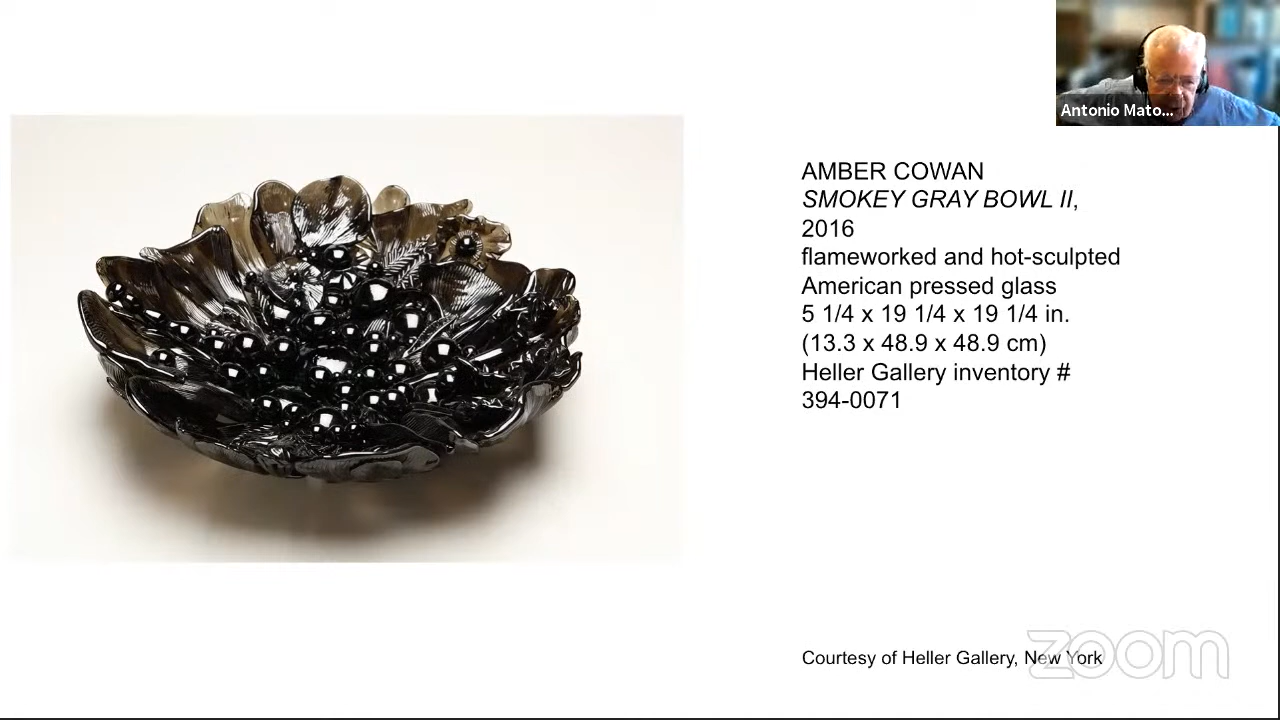 Antonio Mato...
AMBER COWAN
SMOKEY GRAY BOWL II,
2016
flameworked and hot-sculpted
American pressed glass
5 1/4 x 19 1/4 x 19 1/4 in.
(13.3 x 48.9 x 48.9 cm)
Heller Gallery inventory #
394-0071
Courtesy of Heller Gallery, New York
zoom